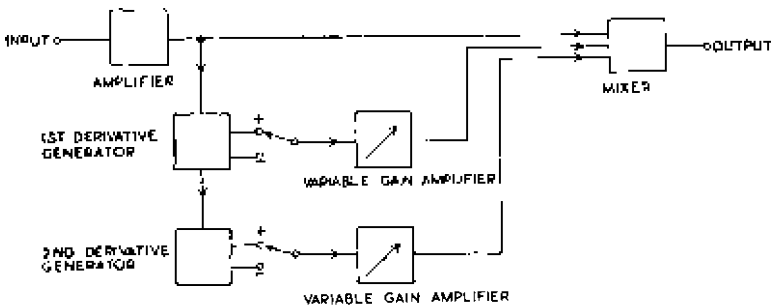 INPUT
AMPLIFIER
OUTPUT
MIXER
+
1ST DERIVATIVE
GENERATOR
VARIABLE GAIN AMPLIFIER
+
2ND DERIVATIVE
GENERATOR
VARIABLE GAIN AMPLIFIER